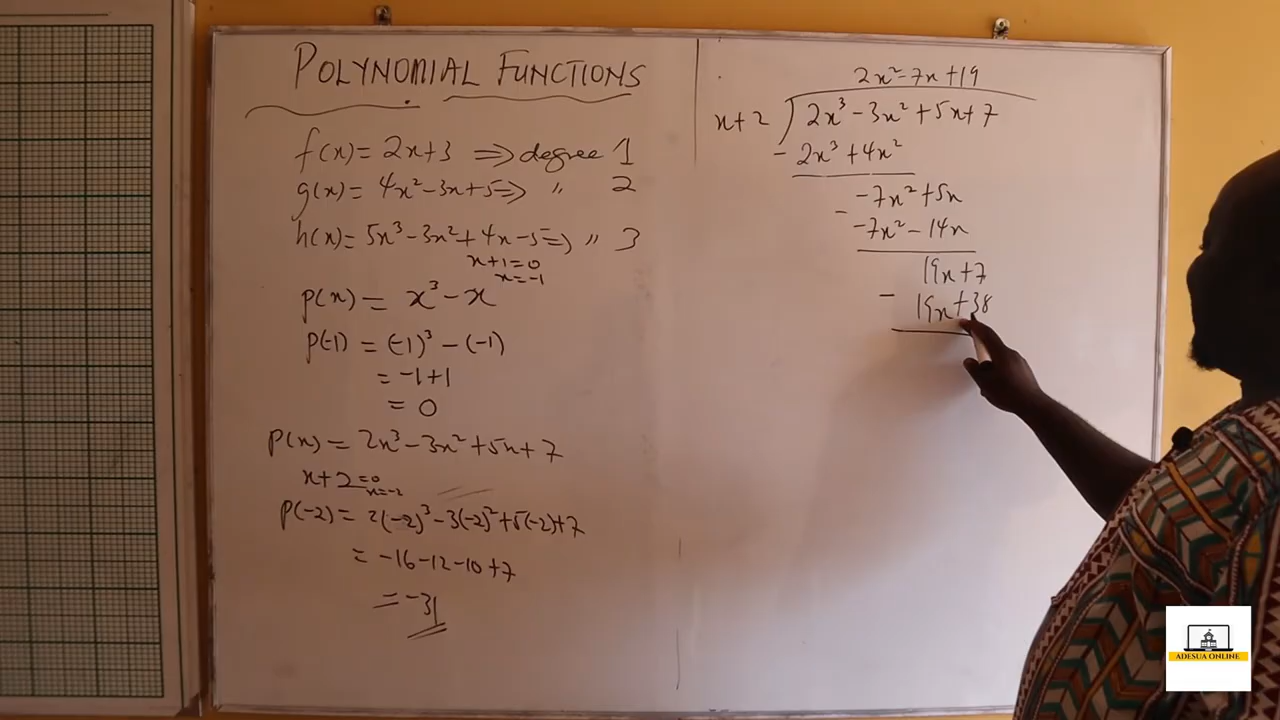 POLYNOMIAL FUNCTIONS
f(x) = 2x+3 ⇒ degree 1
g(x) = 4x²-3x+5 ⇒ " 2
h(x) = 5x³-3x²+4x-5 ⇒ " 3
x+1=0
x=-1
p(x) = x³-x
p(-1) = (-1)³-(-1)
= -1+1
= 0
p(x) = 2x³-3x²+5x+7
x+2=0
x=-2
p(-2) = 2(-2)³-3(-2)²+5(-2)+7
= -16-12-10+7
= -31
2x²-7x+19
x+2 ) 2x³-3x²+5x+7
- 2x³+4x²
-7x²+5x
- -7x²-14x
19x+7
- 19x+38
ADESUA ONLINE